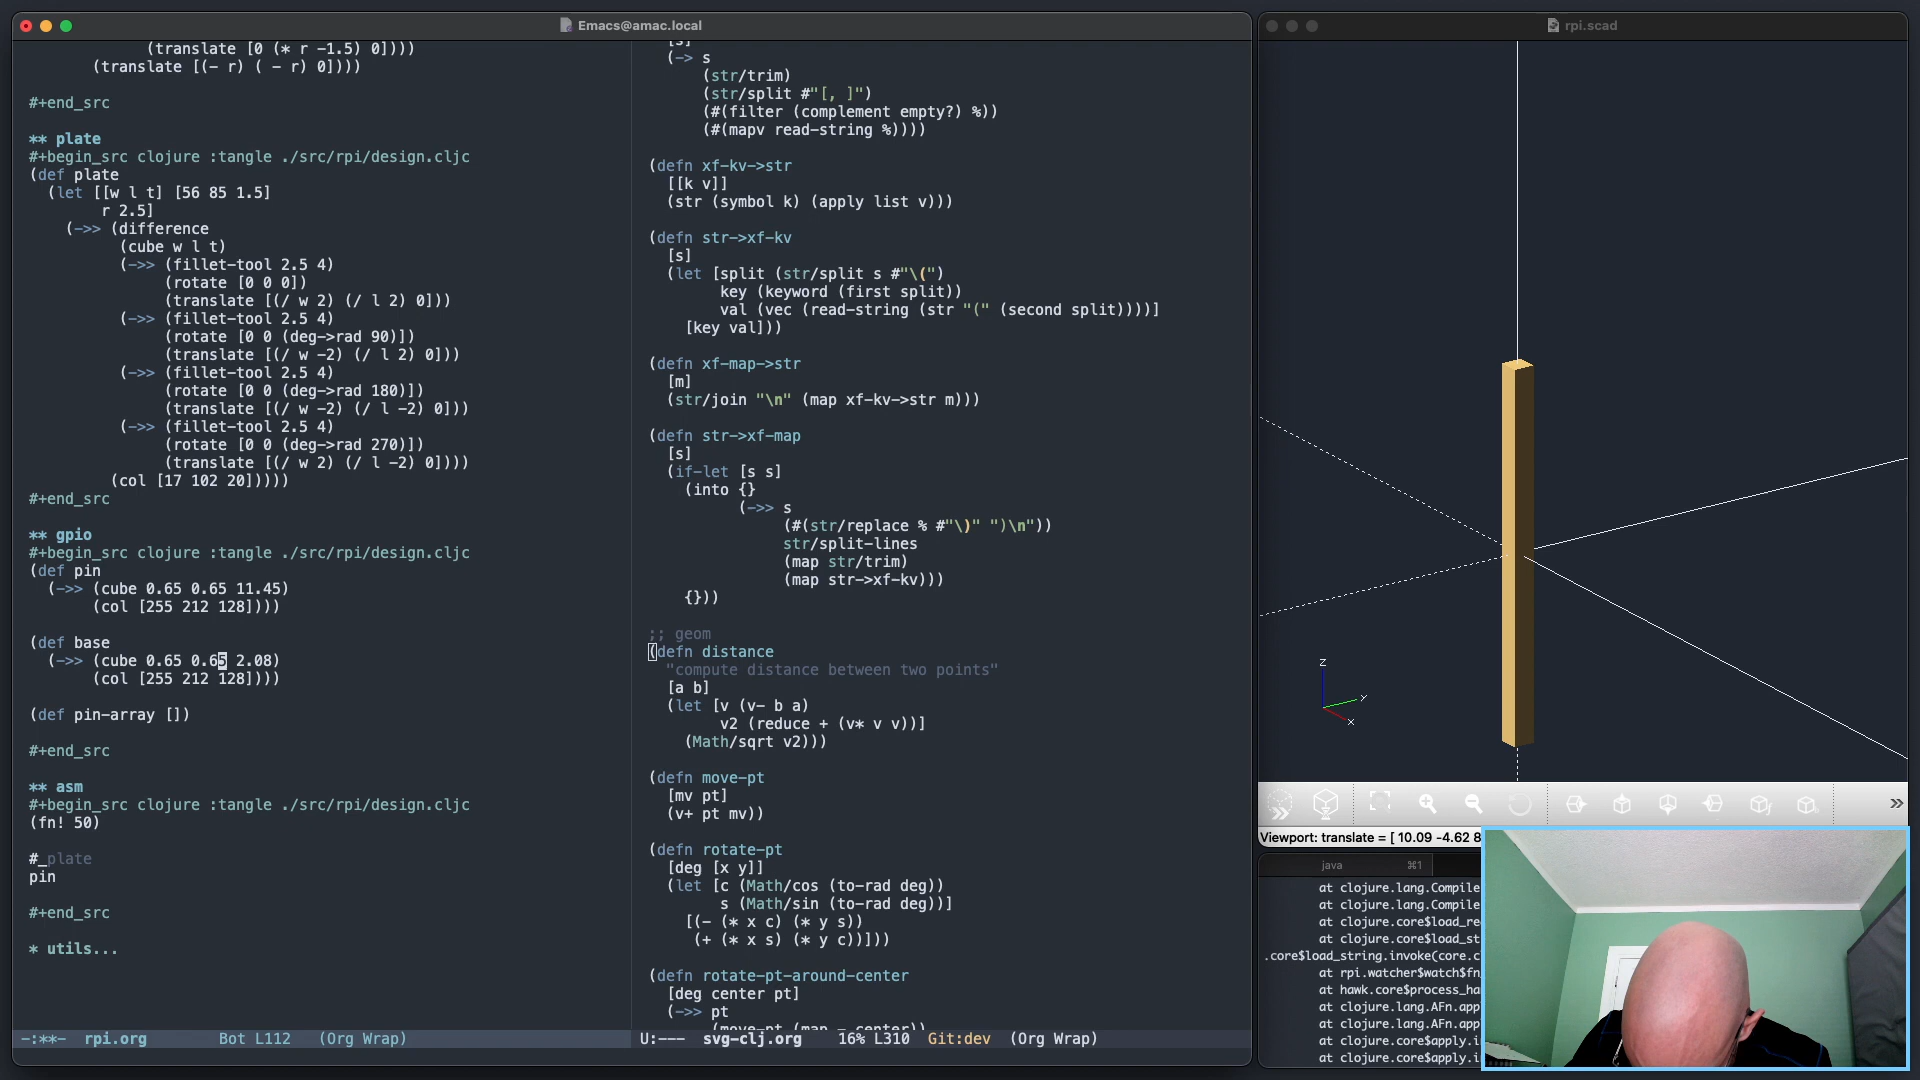 Emacs@amac.local
(translate [0 (* r -1.5) 0])))
(translate [(- r) ( - r) 0])))
#+end_src
** plate
#+begin_src clojure :tangle ./src/rpi/design.cljc
(def plate
(let [[w l t] [56 85 1.5]
r 2.5]
(->> (difference
(cube w l t)
(->> (fillet-tool 2.5 4)
(rotate [0 0 0])
(translate [(/ w 2) (/ l 2) 0]))
(->> (fillet-tool 2.5 4)
(rotate [0 0 (deg->rad 90)])
(translate [(/ w -2) (/ l 2) 0]))
(->> (fillet-tool 2.5 4)
(rotate [0 0 (deg->rad 180)])
(translate [(/ w -2) (/ l -2) 0]))
(->> (fillet-tool 2.5 4)
(rotate [0 0 (deg->rad 270)])
(translate [(/ w 2) (/ l -2) 0])))
(col [17 102 20]))))
#+end_src
** gpio
#+begin_src clojure :tangle ./src/rpi/design.cljc
(def pin
(->> (cube 0.65 0.65 11.45)
(col [255 212 128])))
(def base
(->> (cube 0.65 0.65 2.08)
(col [255 212 128])))
(def pin-array [])
#+end_src
** asm
#+begin_src clojure :tangle ./src/rpi/design.cljc
(fn! 50)
#_plate
pin
#+end_src
* utils...
-:**- rpi.org Bot L112 (Org Wrap)
[s]
(-> s
(str/trim)
(str/split #"[, ]")
(#(filter (complement empty?) %))
(#(mapv read-string %))))
(defn xf-kv->str
[[k v]]
(str (symbol k) (apply list v)))
(defn str->xf-kv
[s]
(let [split (str/split s #"\(")
key (keyword (first split))
val (vec (read-string (str "(" (second split))))]
[key val]))
(defn xf-map->str
[m]
(str/join "\n" (map xf-kv->str m)))
(defn str->xf-map
[s]
(if-let [s s]
(into {}
(->> s
(#(str/replace % #"\)" ")\n"))
str/split-lines
(map str/trim)
(map str->xf-kv)))
{}))
;; geom
(defn distance
"compute distance between two points"
[a b]
(let [v (v- b a)
v2 (reduce + (v* v v))]
(Math/sqrt v2)))
(defn move-pt
[mv pt]
(v+ pt mv))
(defn rotate-pt
[deg [x y]]
(let [c (Math/cos (to-rad deg))
s (Math/sin (to-rad deg))]
[(- (* x c) (* y s))
(+ (* x s) (* y c))]))
(defn rotate-pt-around-center
[deg center pt]
(->> pt
(move-pt (map - center))
U:--- svg-clj.org 16% L310 Git:dev (Org Wrap)
rpi.scad
Z
Y
X
Viewport: translate = [ 10.09 -4.62 8
java ⌘1
at clojure.lang.Compile
at clojure.lang.Compile
at clojure.core$load_re
at clojure.core$load_st
.core$load_string.invoke(core.c
at rpi.watcher$watch$fn
at hawk.core$process_ha
at clojure.lang.AFn.app
at clojure.lang.AFn.app
at clojure.core$apply.i
at clojure.core$apply.i